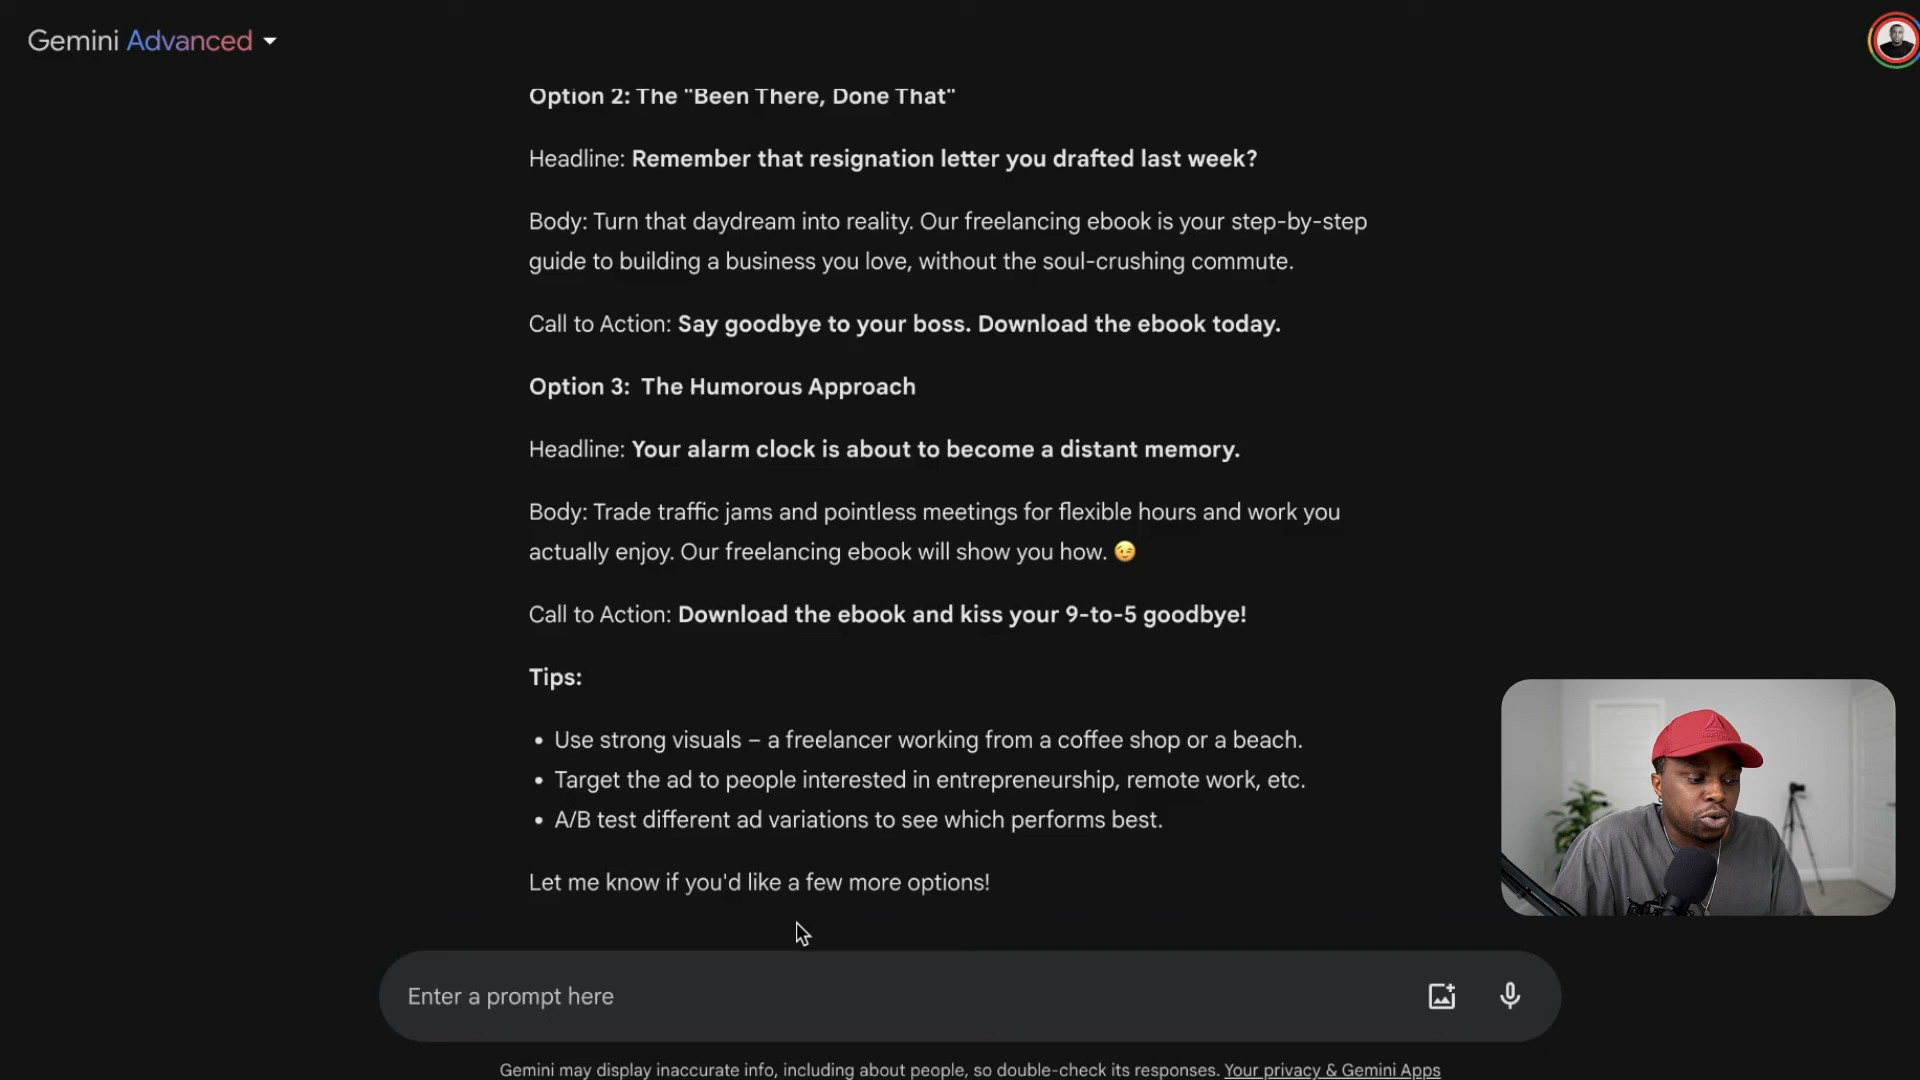 Gemini Advanced
Option 2: The "Been There, Done That"
Headline: Remember that resignation letter you drafted last week?
Body: Turn that daydream into reality. Our freelancing ebook is your step-by-step
guide to building a business you love, without the soul-crushing commute.
Call to Action: Say goodbye to your boss. Download the ebook today.
Option 3: The Humorous Approach
Headline: Your alarm clock is about to become a distant memory.
Body: Trade traffic jams and pointless meetings for flexible hours and work you
actually enjoy. Our freelancing ebook will show you how. 😉
Call to Action: Download the ebook and kiss your 9-to-5 goodbye!
Tips:
• Use strong visuals – a freelancer working from a coffee shop or a beach.
• Target the ad to people interested in entrepreneurship, remote work, etc.
• A/B test different ad variations to see which performs best.
Let me know if you'd like a few more options!
Enter a prompt here
Gemini may display inaccurate info, including about people, so double-check its responses. Your privacy & Gemini Apps